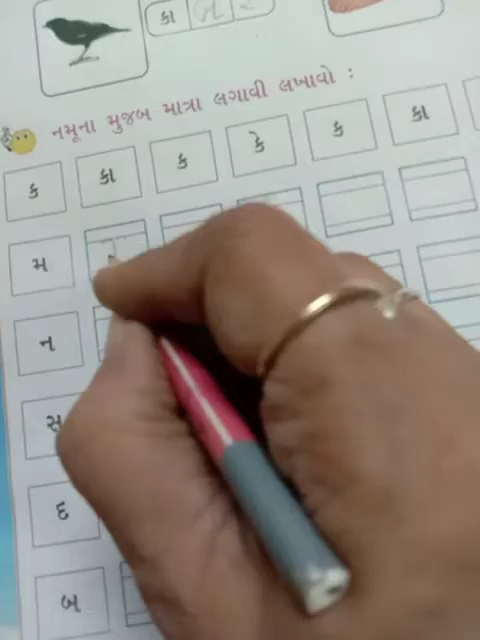 કા
નમૂના મુજબ માત્રા લગાવી લખાવો :
ક કા ક કે ક કા
મ
ન
સ
દ
બ